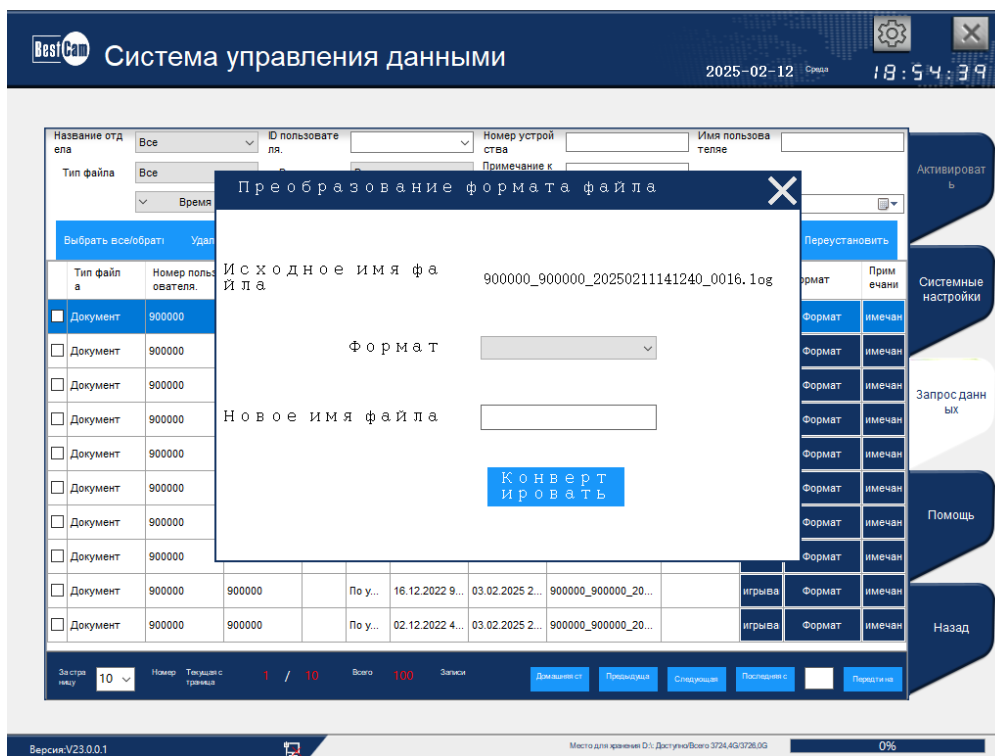 BestCam
Система управления данными
2025-02-12 Среда 18:54:39
Название отд
ела
Все
ID пользовате
ля.
Номер устрой
ства
Имя пользова
теля
Тип файла
Все
Примечание к
Время
Активироват
ь
Выбрать все/обрат
Удал
Переустановить
Преобразование формата файла
Исходное имя фа
йла
900000_900000_20250211141240_0016.log
Формат
Новое имя файла
Конверт
ировать
Тип файл
а
Номер польз
ователя.
ормат
Прим
ечани
Системные
настройки
Документ 900000 Формат имечан
Документ 900000 Формат имечан
Документ 900000 Формат имечан
Запрос данн
ых
Документ 900000 Формат имечан
Документ 900000 Формат имечан
Документ 900000 Формат имечан
Документ 900000 Формат имечан
Помощь
Документ 900000 Формат имечан
Документ 900000 900000 По у... 16.12.2022 9... 03.02.2025 2... 900000_900000_20... игрыва Формат имечан
Документ 900000 900000 По у... 02.12.2022 4... 03.02.2025 2... 900000_900000_20... игрыва Формат имечан
Назад
За стра
ницу
10
Номер
Текущая с
траница
1 / 10
Всего
100
Записи
Домашняя ст
Предыдуща
Следующая
Последняя с
Передти на
Версия:V23.0.0.1
Место для хранения D:\: Доступно/Всего 3724,4G/3726,0G
0%